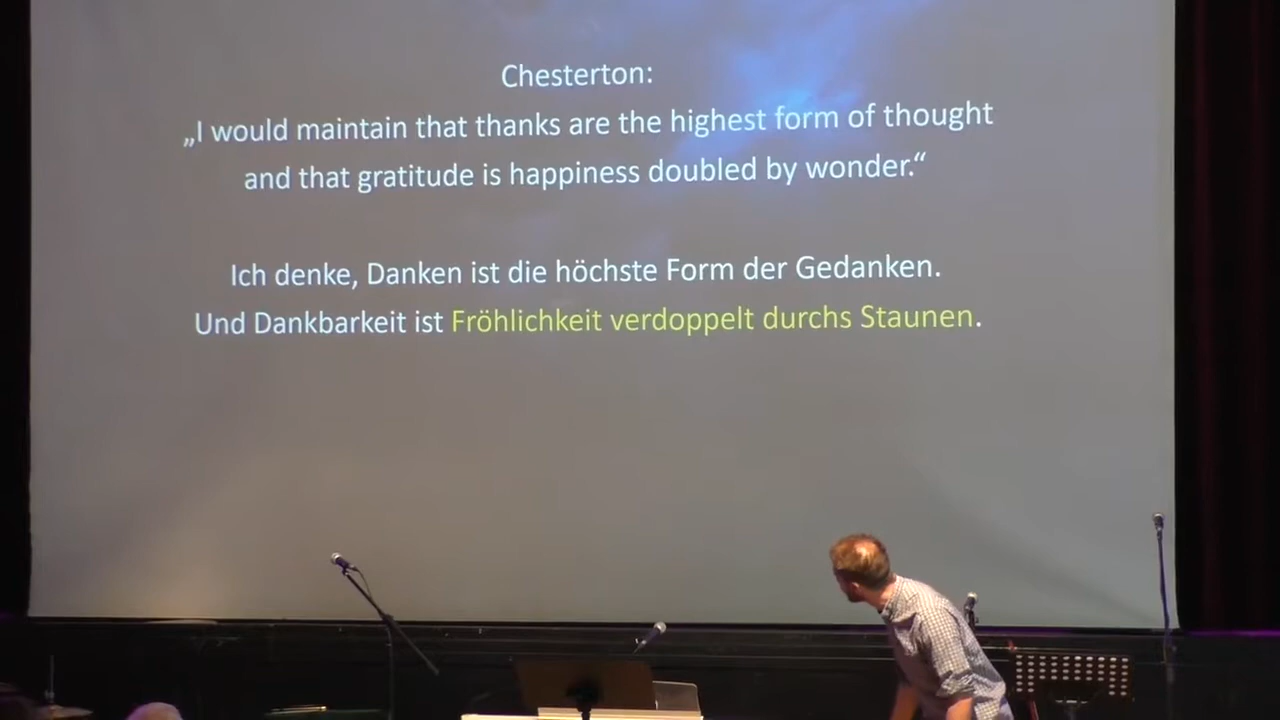 Chesterton:
„I would maintain that thanks are the highest form of thought
and that gratitude is happiness doubled by wonder.“
Ich denke, Danken ist die höchste Form der Gedanken.
Und Dankbarkeit ist Fröhlichkeit verdoppelt durchs Staunen.